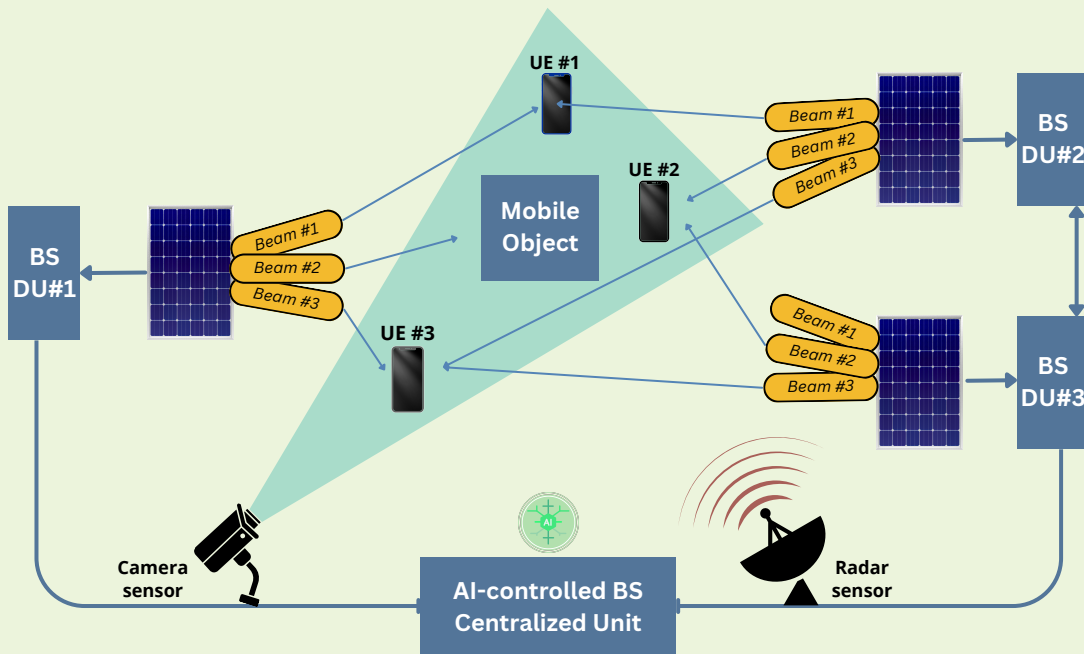 UE #1
Beam #1
Beam #2
Beam #3
BS
DU#2
UE #2
Mobile
Object
Beam #1
Beam #2
Beam #3
BS
DU#1
UE #3
Beam #1
Beam #2
Beam #3
BS
DU#3
Camera
sensor
AI
AI-controlled BS
Centralized Unit
Radar
sensor